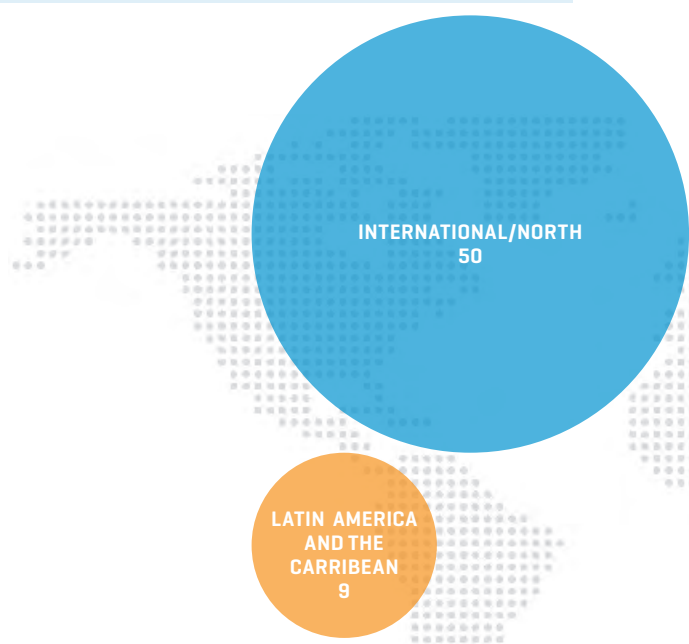 INTERNATIONAL/NORTH
50
LATIN AMERICA
AND THE
CARRIBEAN
9